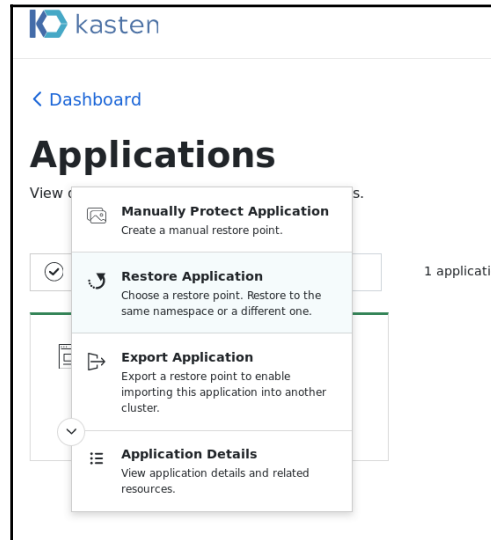 kasten
Dashboard
Applications
View
s.
Manually Protect Application
Create a manual restore point.
1 applicati
Restore Application
Choose a restore point. Restore to the
same namespace or a different one.
Export Application
Export a restore point to enable
importing this application into another
cluster.
Application Details
View application details and related
resources.